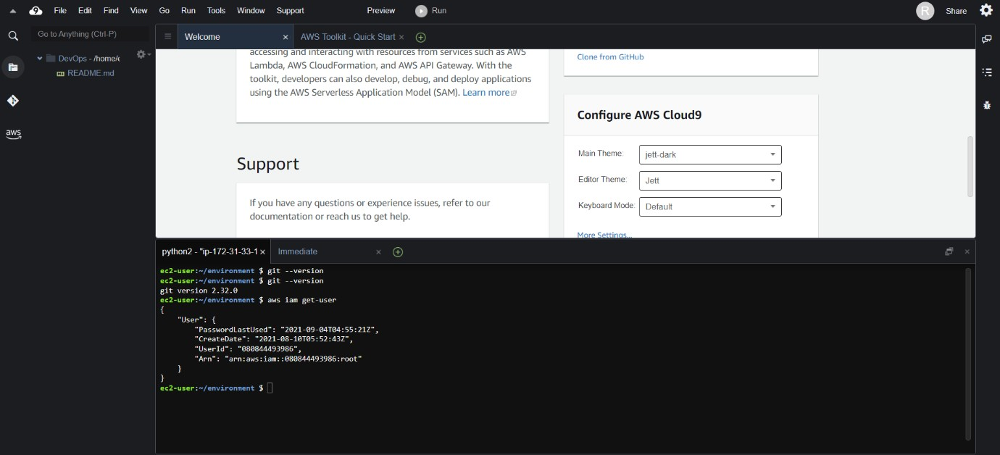 9 File Edit Find View Go Run Tools Window Support Preview Run R Share
Go to Anything (Ctrl-P)
DevOps - /home/e
README.md
aws
Welcome × AWS Toolkit - Quick Start ×
accessing and interacting with resources from services such as AWS
Lambda, AWS CloudFormation, and AWS API Gateway. With the
toolkit, developers can also develop, debug, and deploy applications
using the AWS Serverless Application Model (SAM). Learn more
Support
If you have any questions or experience issues, refer to our
documentation or reach us to get help.
Clone from GitHub
Configure AWS Cloud9
Main Theme: jett-dark
Editor Theme: Jett
Keyboard Mode: Default
More Settings...
python2 - "ip-172-31-33-1 × Immediate ×
ec2-user:~/environment $ git --version
ec2-user:~/environment $ git --version
git version 2.32.0
ec2-user:~/environment $ aws iam get-user
{
    "User": {
        "PasswordLastUsed": "2021-09-04T04:55:21Z",
        "CreateDate": "2021-08-10T05:52:43Z",
        "UserId": "080844493986",
        "Arn": "arn:aws:iam::080844493986:root"
    }
}
ec2-user:~/environment $